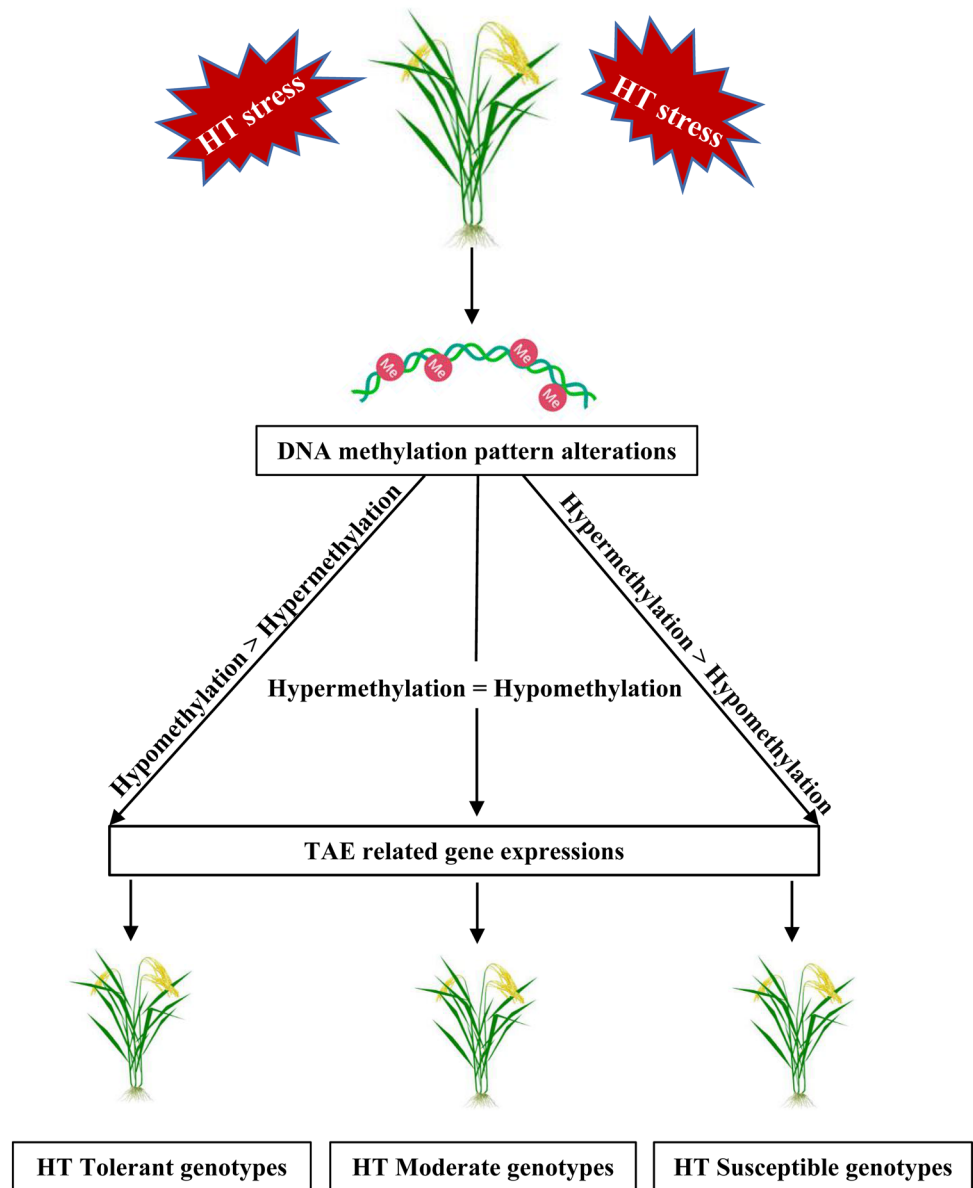 HT stress
HT stress
Me
Me
Me
Me
DNA methylation pattern alterations
Hypomethylation > Hypermethylation
Hypermethylation = Hypomethylation
Hypermethylation > Hypomethylation
TAE related gene expressions
HT Tolerant genotypes
HT Moderate genotypes
HT Susceptible genotypes